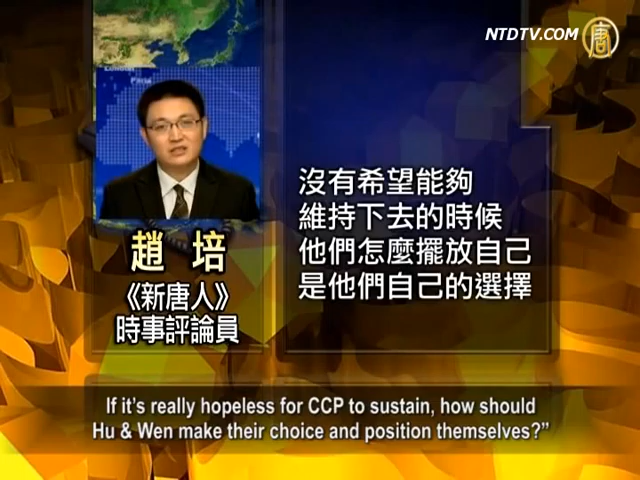 NTDTV.COM
唐
沒有希望能夠
維持下去的時候
他們怎麼擺放自己
是他們自己的選擇
趙 培
《新唐人》
時事評論員
If it's really hopeless for CCP to sustain, how should
Hu & Wen make their choice and position themselves?”